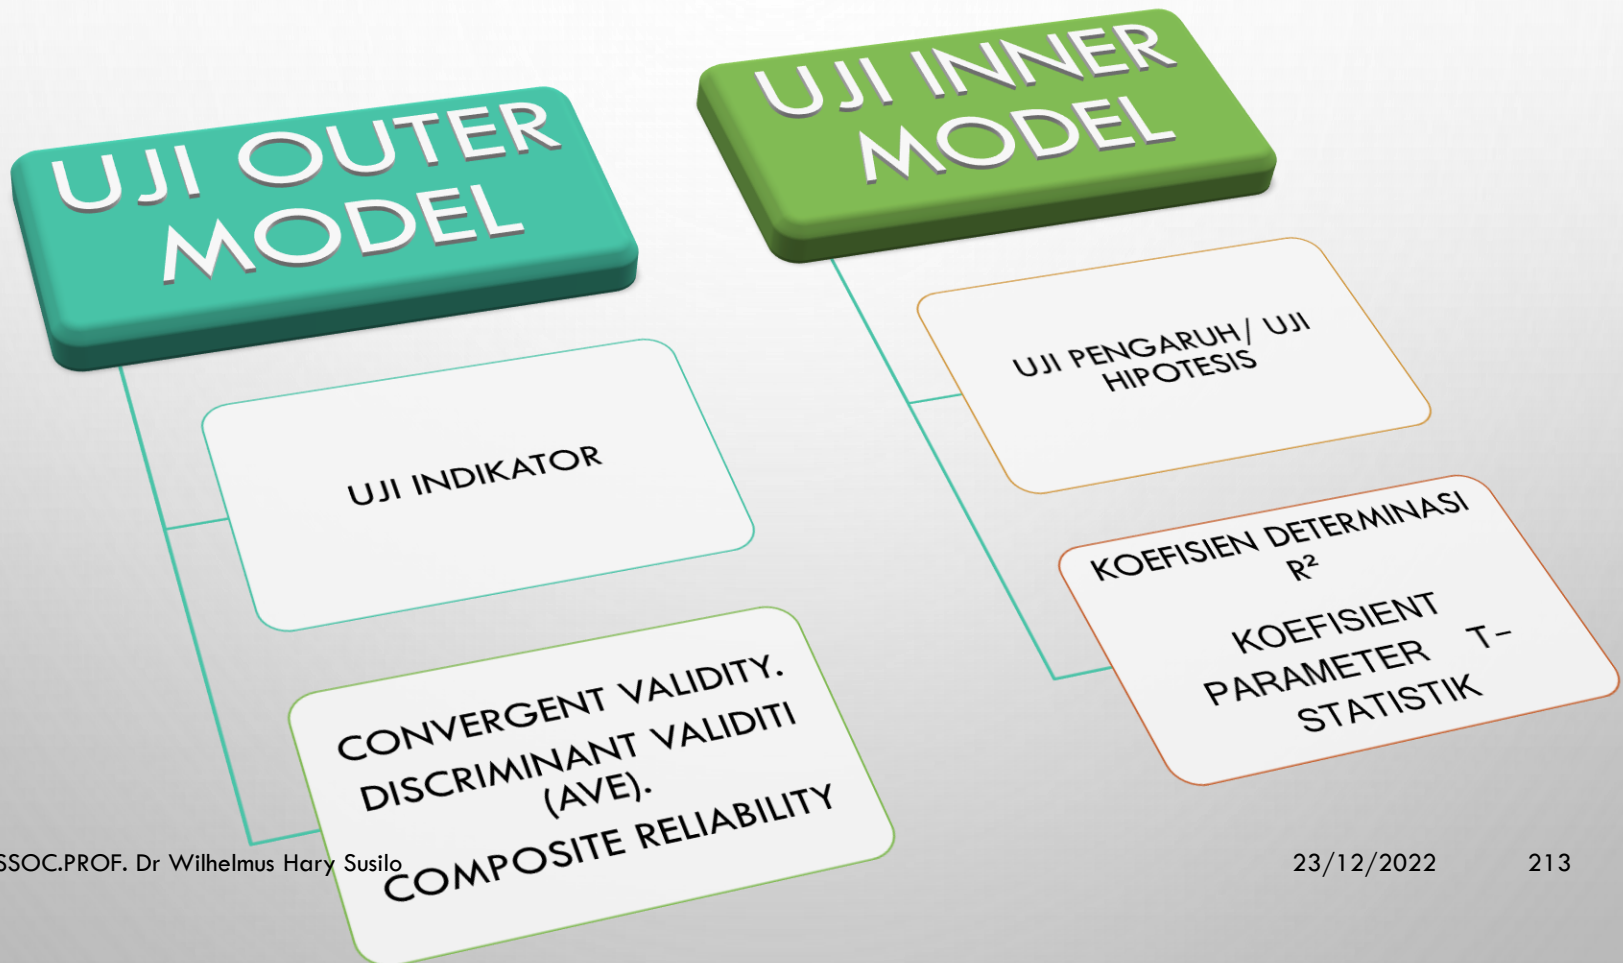 UJI OUTER
MODEL
UJI INDIKATOR
CONVERGENT VALIDITY.
DISCRIMINANT VALIDITI
(AVE).
COMPOSITE RELIABILITY
UJI INNER
MODEL
UJI PENGARUH/ UJI
HIPOTESIS
KOEFISIEN DETERMINASI
R²
KOEFISIENT
PARAMETER T-
STATISTIK
SSOC.PROF. Dr Wilhelmus Hary Susilo
23/12/2022
213